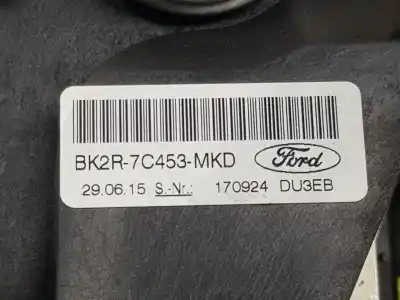 BK2R-7C453-MKD Ford
29.06.15 S.-Nr.: 170924 DU3EB